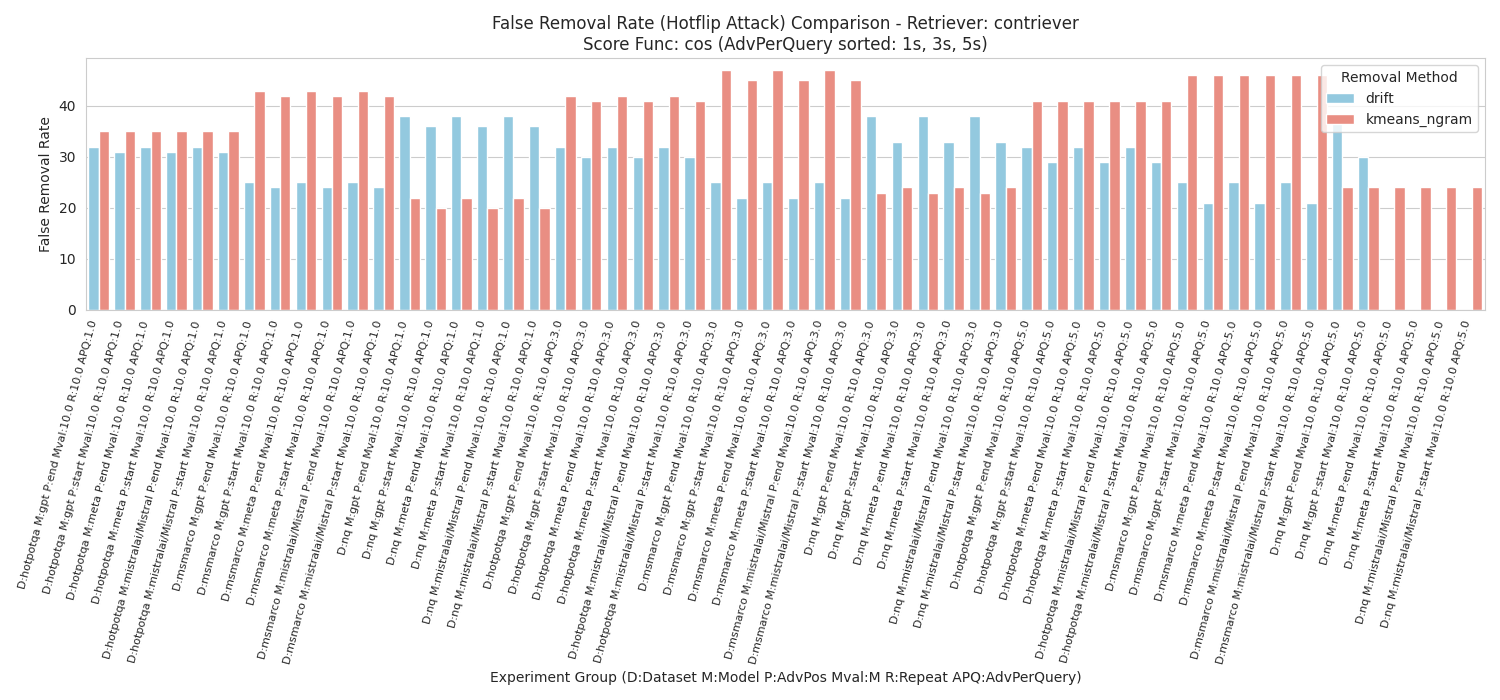 False Removal Rate (Hotflip Attack) Comparison - Retriever: contriever
Score Func: cos (AdvPerQuery sorted: 1s, 3s, 5s)
Removal Method
drift
kmeans_ngram
False Removal Rate
40
30
20
10
0
D:hotpotqa M:gpt P:end Mval:10.0 R:10.0 APQ:1.0
D:hotpotqa M:gpt P:start Mval:10.0 R:10.0 APQ:1.0
D:hotpotqa M:meta P:end Mval:10.0 R:10.0 APQ:1.0
D:hotpotqa M:meta P:start Mval:10.0 R:10.0 APQ:1.0
D:hotpotqa M:mistralai/Mistral P:end Mval:10.0 R:10.0 APQ:1.0
D:hotpotqa M:mistralai/Mistral P:start Mval:10.0 R:10.0 APQ:1.0
D:msmarco M:gpt P:end Mval:10.0 R:10.0 APQ:1.0
D:msmarco M:gpt P:start Mval:10.0 R:10.0 APQ:1.0
D:msmarco M:meta P:end Mval:10.0 R:10.0 APQ:1.0
D:msmarco M:meta P:start Mval:10.0 R:10.0 APQ:1.0
D:msmarco M:mistralai/Mistral P:end Mval:10.0 R:10.0 APQ:1.0
D:msmarco M:mistralai/Mistral P:start Mval:10.0 R:10.0 APQ:1.0
D:nq M:gpt P:end Mval:10.0 R:10.0 APQ:1.0
D:nq M:gpt P:start Mval:10.0 R:10.0 APQ:1.0
D:nq M:meta P:end Mval:10.0 R:10.0 APQ:1.0
D:nq M:meta P:start Mval:10.0 R:10.0 APQ:1.0
D:nq M:mistralai/Mistral P:end Mval:10.0 R:10.0 APQ:1.0
D:nq M:mistralai/Mistral P:start Mval:10.0 R:10.0 APQ:1.0
D:hotpotqa M:gpt P:end Mval:10.0 R:10.0 APQ:3.0
D:hotpotqa M:gpt P:start Mval:10.0 R:10.0 APQ:3.0
D:hotpotqa M:meta P:end Mval:10.0 R:10.0 APQ:3.0
D:hotpotqa M:meta P:start Mval:10.0 R:10.0 APQ:3.0
D:hotpotqa M:mistralai/Mistral P:end Mval:10.0 R:10.0 APQ:3.0
D:hotpotqa M:mistralai/Mistral P:start Mval:10.0 R:10.0 APQ:3.0
D:msmarco M:gpt P:end Mval:10.0 R:10.0 APQ:3.0
D:msmarco M:gpt P:start Mval:10.0 R:10.0 APQ:3.0
D:msmarco M:meta P:end Mval:10.0 R:10.0 APQ:3.0
D:msmarco M:meta P:start Mval:10.0 R:10.0 APQ:3.0
D:msmarco M:mistralai/Mistral P:end Mval:10.0 R:10.0 APQ:3.0
D:msmarco M:mistralai/Mistral P:start Mval:10.0 R:10.0 APQ:3.0
D:nq M:gpt P:end Mval:10.0 R:10.0 APQ:3.0
D:nq M:gpt P:start Mval:10.0 R:10.0 APQ:3.0
D:nq M:meta P:end Mval:10.0 R:10.0 APQ:3.0
D:nq M:meta P:start Mval:10.0 R:10.0 APQ:3.0
D:nq M:mistralai/Mistral P:end Mval:10.0 R:10.0 APQ:3.0
D:nq M:mistralai/Mistral P:start Mval:10.0 R:10.0 APQ:3.0
D:hotpotqa M:gpt P:end Mval:10.0 R:10.0 APQ:5.0
D:hotpotqa M:gpt P:start Mval:10.0 R:10.0 APQ:5.0
D:hotpotqa M:meta P:end Mval:10.0 R:10.0 APQ:5.0
D:hotpotqa M:meta P:start Mval:10.0 R:10.0 APQ:5.0
D:hotpotqa M:mistralai/Mistral P:end Mval:10.0 R:10.0 APQ:5.0
D:hotpotqa M:mistralai/Mistral P:start Mval:10.0 R:10.0 APQ:5.0
D:msmarco M:gpt P:end Mval:10.0 R:10.0 APQ:5.0
D:msmarco M:gpt P:start Mval:10.0 R:10.0 APQ:5.0
D:msmarco M:meta P:end Mval:10.0 R:10.0 APQ:5.0
D:msmarco M:meta P:start Mval:10.0 R:10.0 APQ:5.0
D:msmarco M:mistralai/Mistral P:end Mval:10.0 R:10.0 APQ:5.0
D:msmarco M:mistralai/Mistral P:start Mval:10.0 R:10.0 APQ:5.0
D:nq M:gpt P:end Mval:10.0 R:10.0 APQ:5.0
D:nq M:gpt P:start Mval:10.0 R:10.0 APQ:5.0
D:nq M:meta P:end Mval:10.0 R:10.0 APQ:5.0
D:nq M:meta P:start Mval:10.0 R:10.0 APQ:5.0
D:nq M:mistralai/Mistral P:end Mval:10.0 R:10.0 APQ:5.0
D:nq M:mistralai/Mistral P:start Mval:10.0 R:10.0 APQ:5.0
Experiment Group (D:Dataset M:Model P:AdvPos Mval:M R:Repeat APQ:AdvPerQuery)